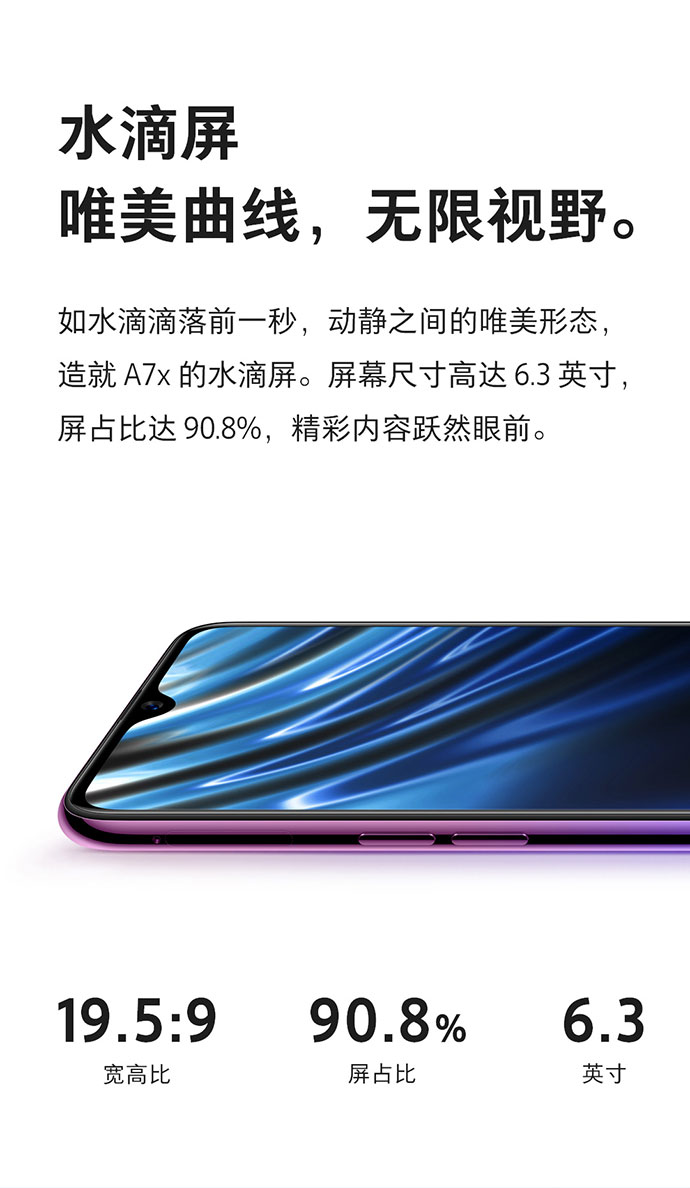 水滴屏
唯美曲线，无限视野。
如水滴滴落前一秒，动静之间的唯美形态，
造就 A7x 的水滴屏。屏幕尺寸高达 6.3 英寸，
屏占比达 90.8%，精彩内容跃然眼前。
19.5:9 90.8% 6.3
宽高比 屏占比 英寸